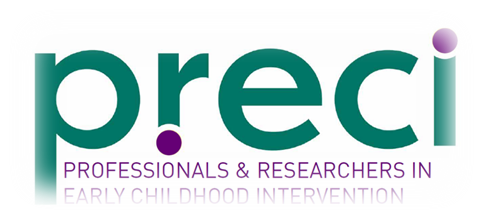 preci
PROFESSIONALS & RESEARCHERS IN
EARLY CHILDHOOD INTERVENTION